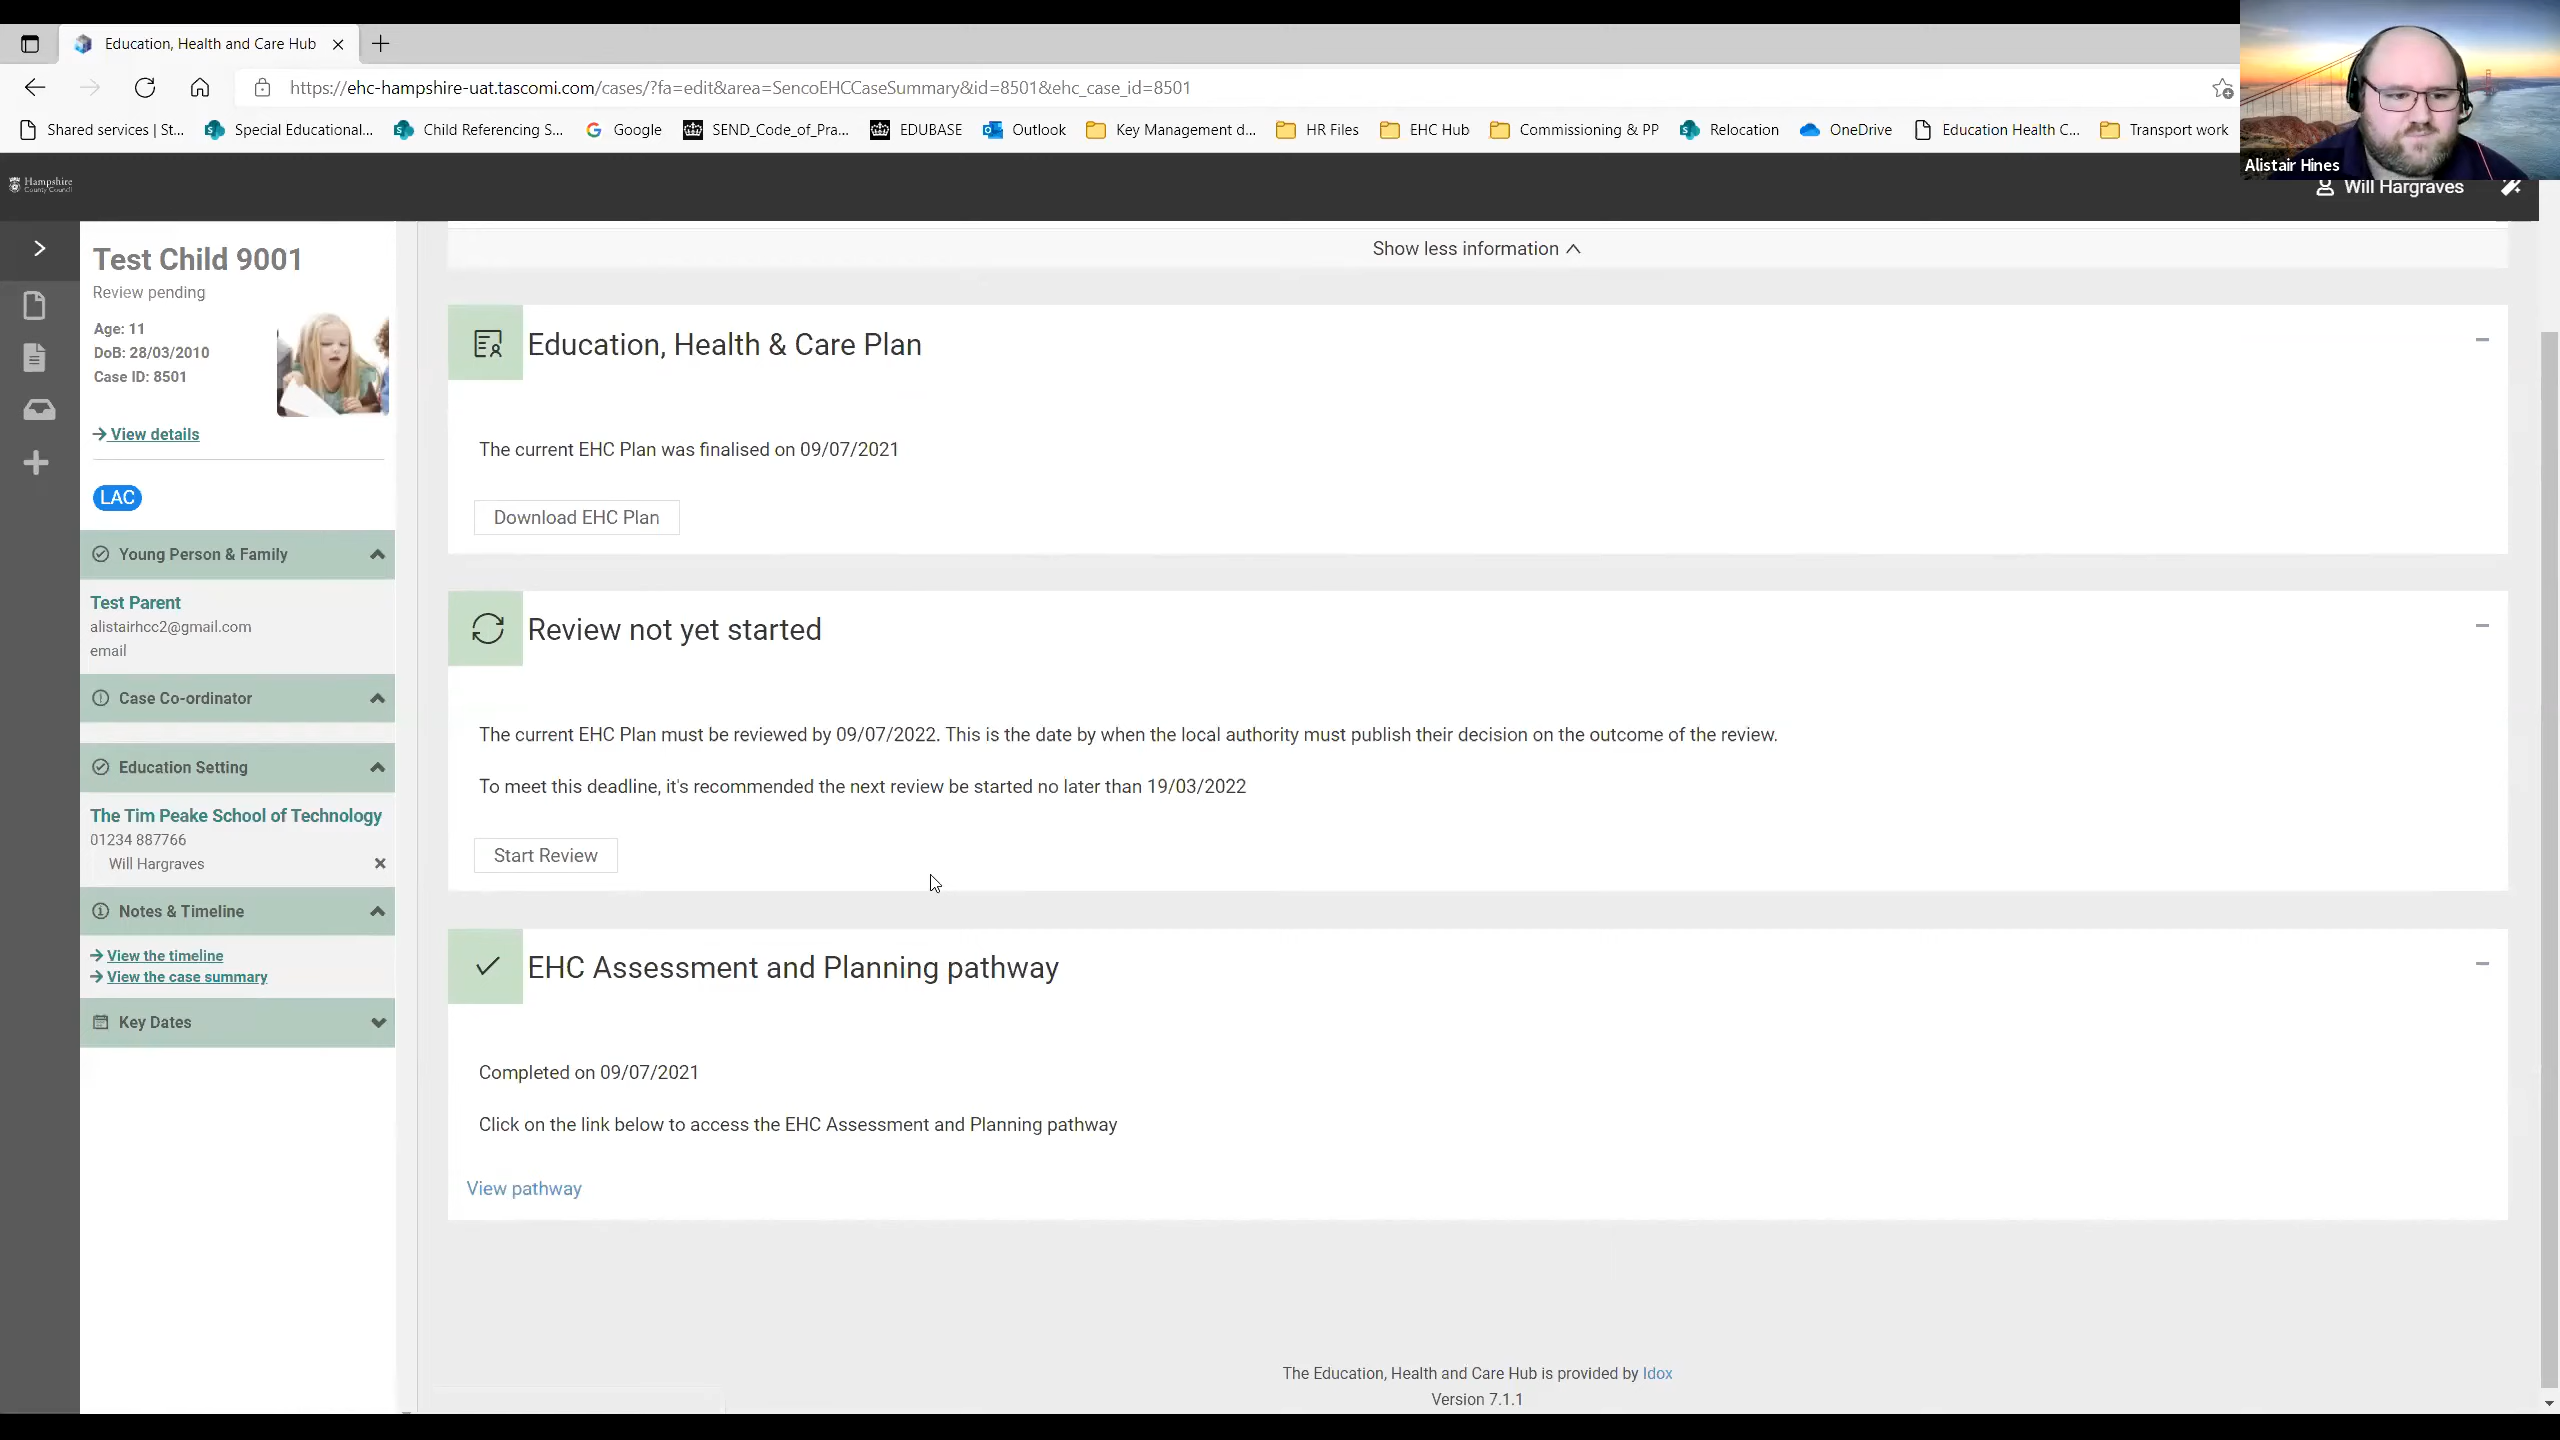 Education, Health and Care Hub
https://ehc-hampshire-uat.tascomi.com/cases/?fa=edit&area=SencoEHCCaseSummary&id=8501&ehc_case_id=8501
Shared services | St... Special Educational... Child Referencing S... Google SEND_Code_of_Pra... EDUBASE Outlook Key Management d... HR Files EHC Hub Commissioning & PP Relocation OneDrive Education Health C... Transport work
Alistair Hines
Hampshire
County Council
Will Hargraves
Test Child 9001
Review pending
Age: 11
DoB: 28/03/2010
Case ID: 8501
View details
LAC
Young Person & Family
Test Parent
alistairhcc2@gmail.com
email
Case Co-ordinator
Education Setting
The Tim Peake School of Technology
01234 887766
Will Hargraves
Notes & Timeline
View the timeline
View the case summary
Key Dates
Show less information
Education, Health & Care Plan
The current EHC Plan was finalised on 09/07/2021
Download EHC Plan
Review not yet started
The current EHC Plan must be reviewed by 09/07/2022. This is the date by when the local authority must publish their decision on the outcome of the review.
To meet this deadline, it's recommended the next review be started no later than 19/03/2022
Start Review
EHC Assessment and Planning pathway
Completed on 09/07/2021
Click on the link below to access the EHC Assessment and Planning pathway
View pathway
The Education, Health and Care Hub is provided by Idox
Version 7.1.1